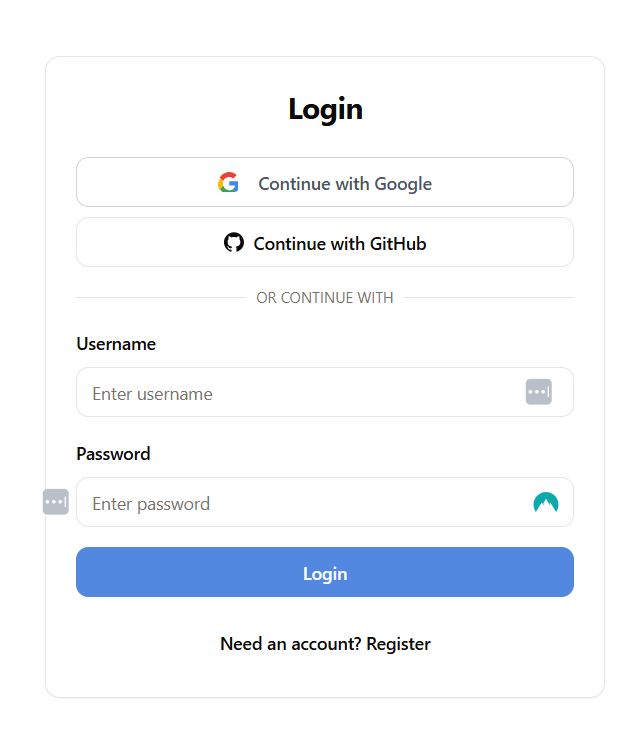 Login
Continue with Google
Continue with GitHub
OR CONTINUE WITH
Username
Enter username
Password
Enter password
Login
Need an account? Register